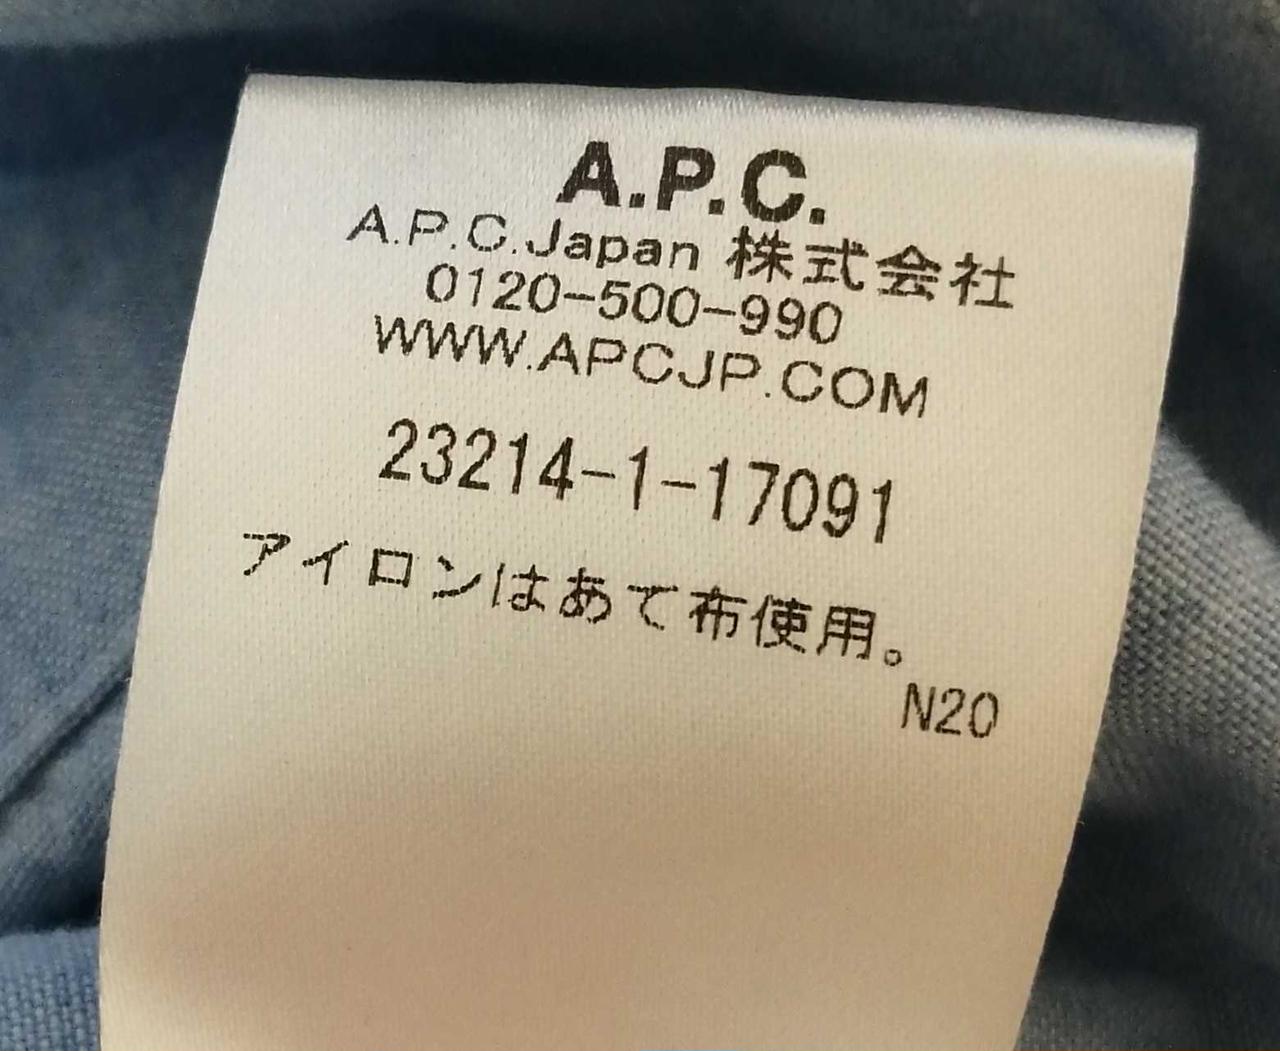 A.P.C.
A.P.C.Japan 株式会社
0120-500-990
WWW.APCJP.COM
23214-1-17091
アイロンはあて布使用。
N20